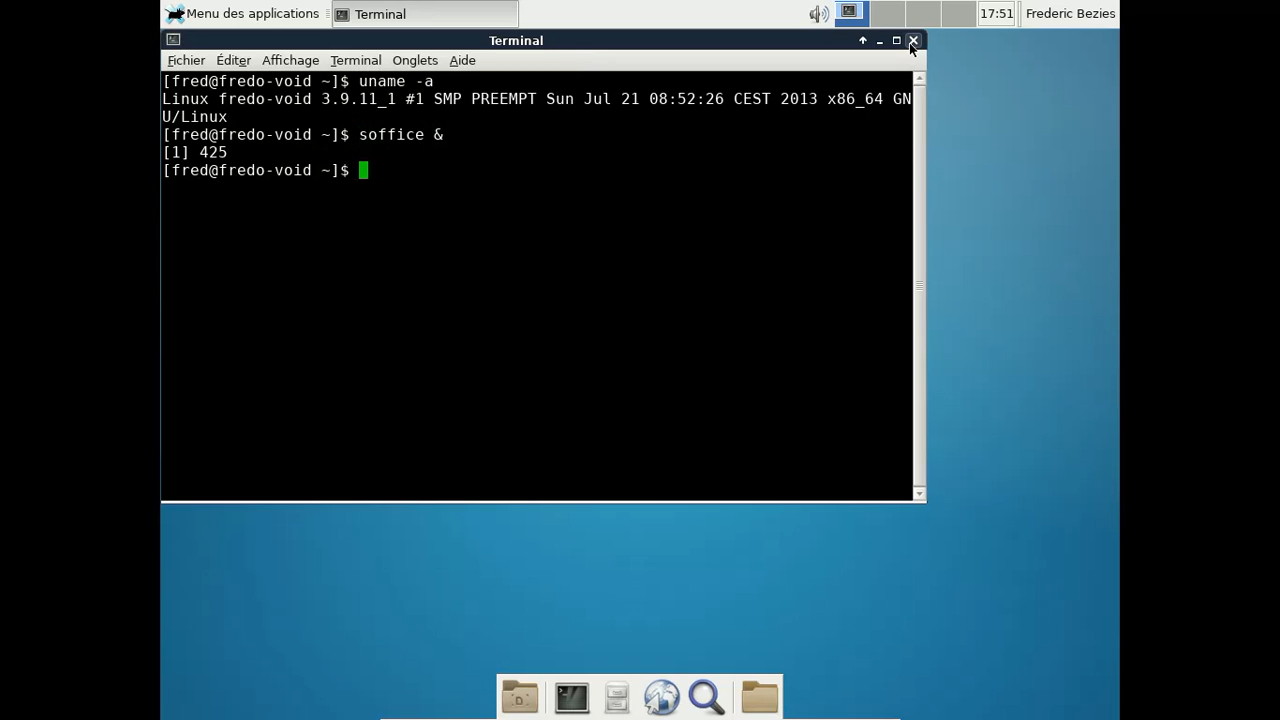 Menu des applications
Terminal
17:51
Frederic Bezies
Terminal
Fichier Éditer Affichage Terminal Onglets Aide
[fred@fredo-void ~]$ uname -a
Linux fredo-void 3.9.11_1 #1 SMP PREEMPT Sun Jul 21 08:52:26 CEST 2013 x86_64 GN
U/Linux
[fred@fredo-void ~]$ soffice &
[1] 425
[fred@fredo-void ~]$
D